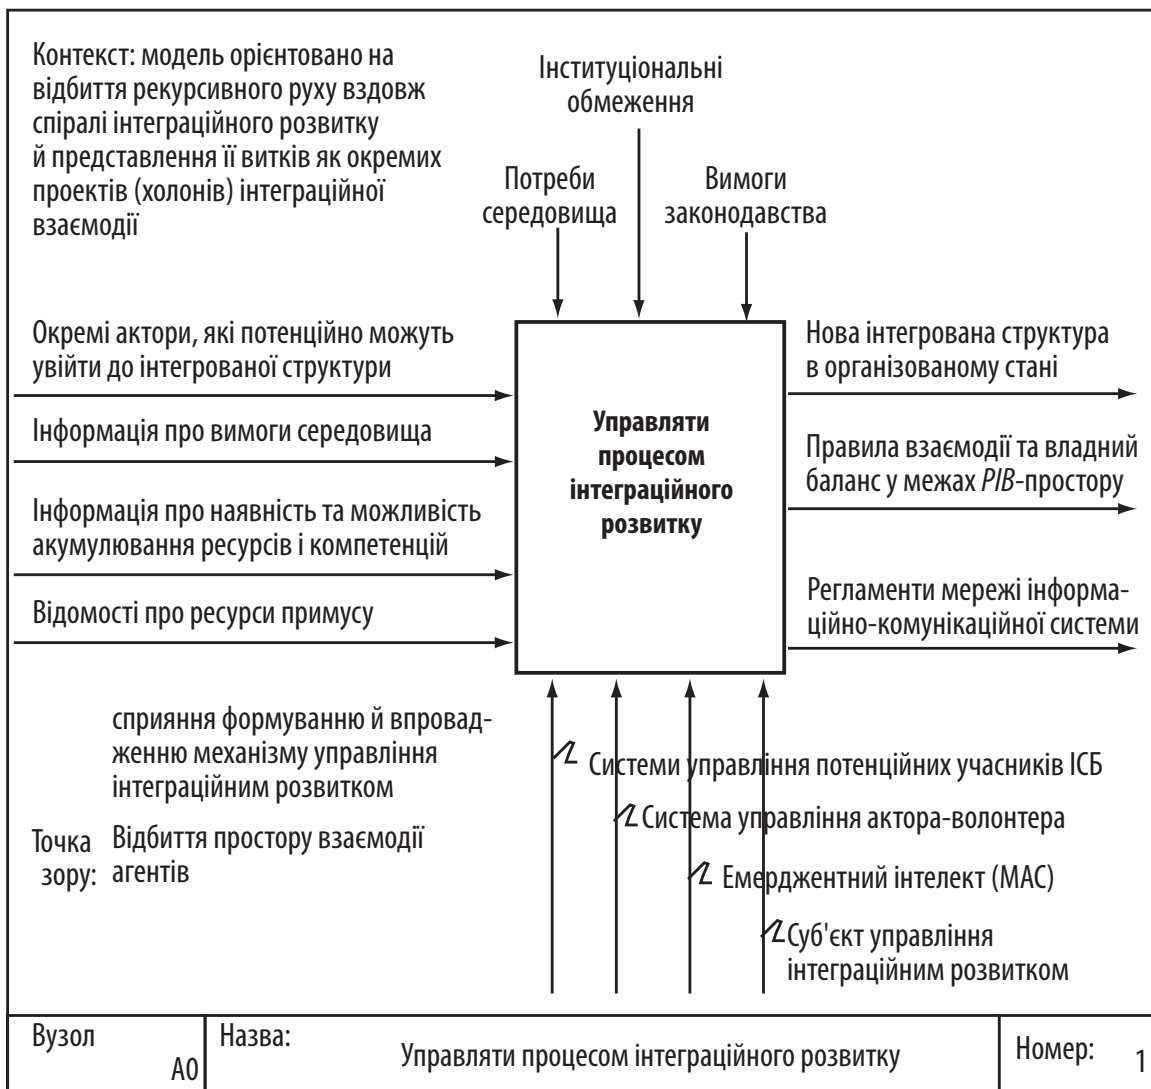 Контекст: модель орієнтовано на
відбиття рекурсивного руху вздовж
спіралі інтеграційного розвитку
й представлення її витків як окремих
проектів (холонів) інтеграційної
взаємодії
Інституціональні
обмеження
Потреби
середовища
Вимоги
законодавства
Окремі актори, які потенційно можуть
увійти до інтегрованої структури
Інформація про вимоги середовища
Інформація про наявність та можливість
акумулювання ресурсів і компетенцій
Відомості про ресурси примусу
Управляти
процесом
інтеграційного
розвитку
Нова інтегрована структура
в організованому стані
Правила взаємодії та владний
баланс у межах PIB-простору
Регламенти мережі інформа-
ційно-комунікаційної системи
сприяння формуванню й впровад-
женню механізму управління
інтеграційним розвитком
Точка зору: Відбиття простору взаємодії
агентів
Системи управління потенційних учасників ІСБ
Система управління актора-волонтера
Емерджентний інтелект (МАС)
Суб'єкт управління
інтеграційним розвитком
Вузол A0
Назва: Управляти процесом інтеграційного розвитку
Номер: 1